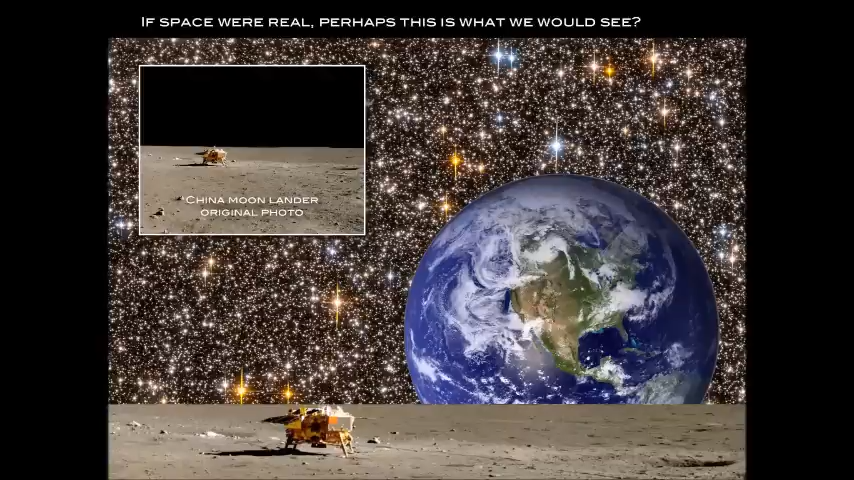 If space were real, perhaps this is what we would see?
*China moon lander
original photo